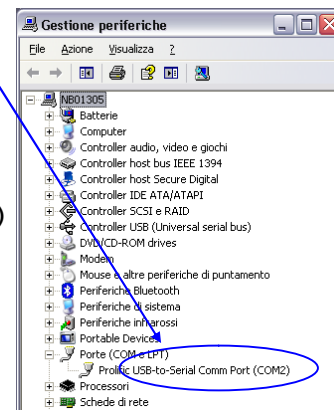 Gestione periferiche
File Azione Visualizza ?
NB01305
Batterie
Computer
Controller audio, video e giochi
Controller host bus IEEE 1394
Controller host Secure Digital
Controller IDE ATA/ATAPI
Controller SCSI e RAID
Controller USB (Universal serial bus)
DVD/CD-ROM drives
Modem
Mouse e altre periferiche di puntamento
Periferiche Bluetooth
Periferiche di sistema
Periferiche infrarossi
Portable Devices
Porte (COM e LPT)
Prolific USB-to-Serial Comm Port (COM2)
Processori
Schede di rete
)